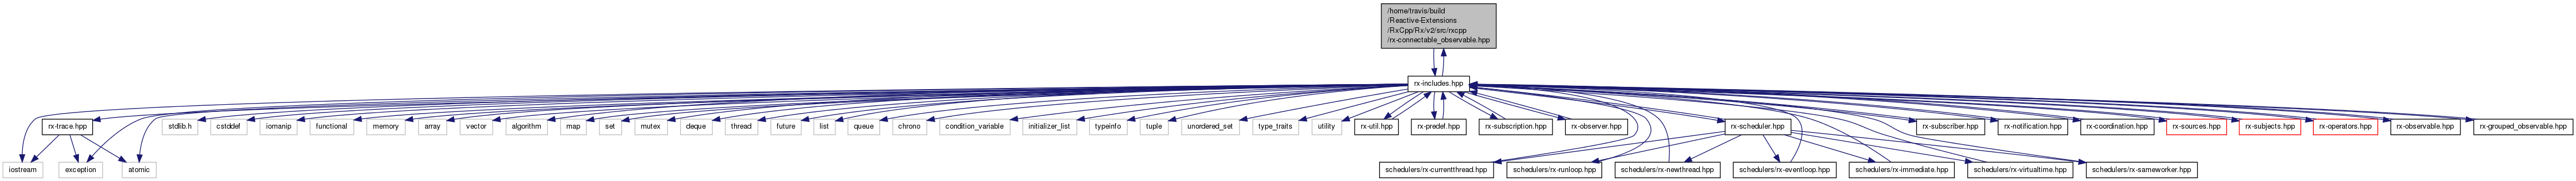 /home/travis/build
/Reactive-Extensions
/RxCpp/Rx/v2/src/rxcpp
/rx-connectable_observable.hpp
rx-includes.hpp
rx-trace.hpp
stdlib.h
cstddef
iomanip
functional
memory
array
vector
algorithm
map
set
mutex
deque
thread
future
list
queue
chrono
condition_variable
initializer_list
typeinfo
tuple
unordered_set
type_traits
utility
rx-util.hpp
rx-predef.hpp
rx-subscription.hpp
rx-observer.hpp
rx-scheduler.hpp
rx-subscriber.hpp
rx-notification.hpp
rx-coordination.hpp
rx-sources.hpp
rx-subjects.hpp
rx-operators.hpp
rx-observable.hpp
rx-grouped_observable.hpp
iostream
exception
atomic
schedulers/rx-currentthread.hpp
schedulers/rx-runloop.hpp
schedulers/rx-newthread.hpp
schedulers/rx-eventloop.hpp
schedulers/rx-immediate.hpp
schedulers/rx-virtualtime.hpp
schedulers/rx-sameworker.hpp